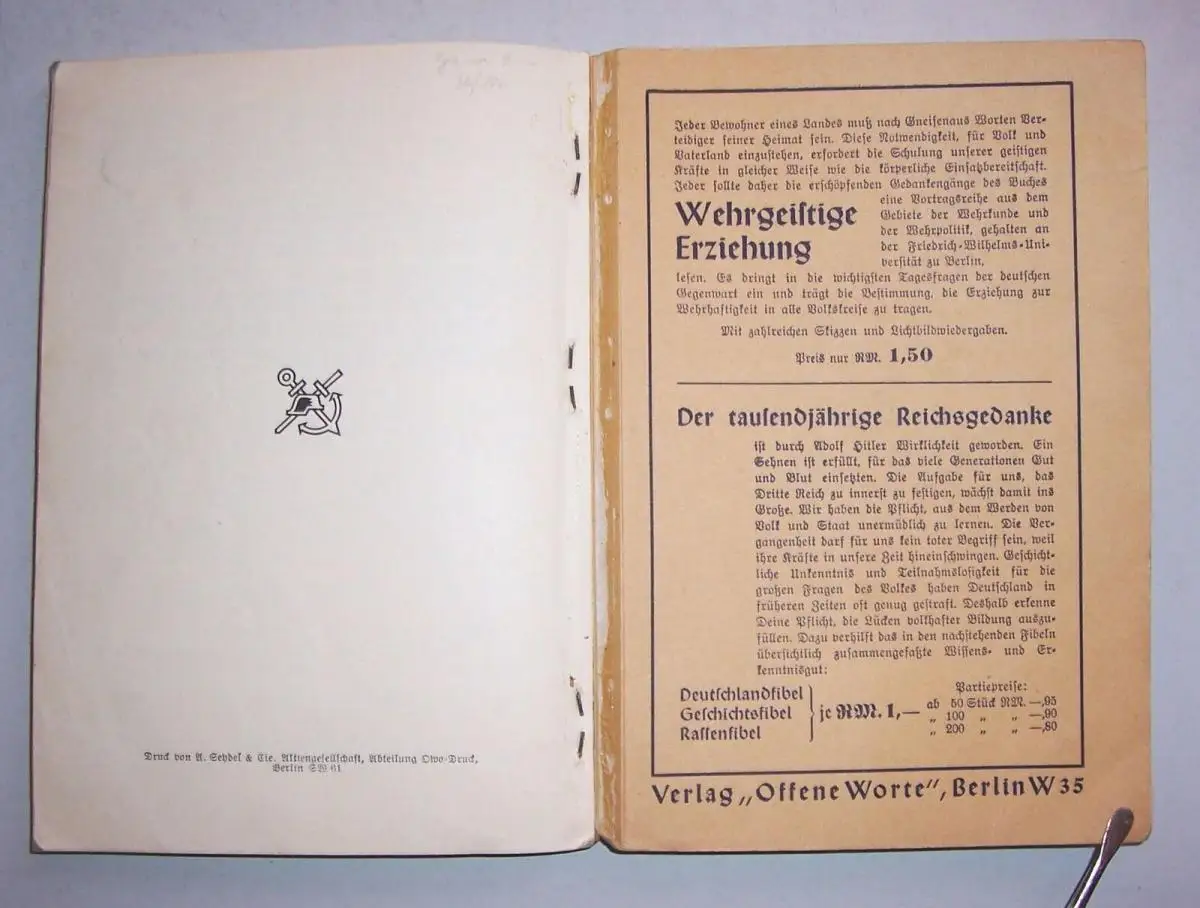 Druck von A. Seydel & Cie. Aktiengesellschaft, Abteilung Owo-Druck,
Berlin SW 61
Jeder Bewohner eines Landes muß nach Gneisenaus Worten Ver-
teidiger seiner Heimat sein. Diese Notwendigkeit, für Volk und
Vaterland einzustehen, erfordert die Schulung unserer geistigen
Kräfte in gleicher Weise wie die körperliche Einsatzbereitschaft.
Jeder sollte daher die erschöpfenden Gedankengänge des Buches
Wehrgeistige
Erziehung
eine Vortragsreihe aus dem
Gebiete der Wehrkunde und
der Wehrpolitik, gehalten an
der Friedrich-Wilhelms-Uni-
versität zu Berlin,
lesen. Es dringt in die wichtigsten Tagesfragen der deutschen
Gegenwart ein und trägt die Bestimmung, die Erziehung zur
Wehrhaftigkeit in alle Volkskreise zu tragen.
Mit zahlreichen Skizzen und Lichtbildwiedergaben.
Preis nur RM. 1,50
Der tausendjährige Reichsgedanke
ist durch Adolf Hitler Wirklichkeit geworden. Ein
Sehnen ist erfüllt, für das viele Generationen Gut
und Blut einsetzten. Die Aufgabe für uns, das
Dritte Reich zu innerst zu festigen, wächst damit ins
Große. Wir haben die Pflicht, aus dem Werden von
Volk und Staat unermüdlich zu lernen. Die Ver-
gangenheit darf für uns kein toter Begriff sein, weil
ihre Kräfte in unsere Zeit hineinschwingen. Geschicht-
liche Unkenntnis und Teilnahmslosigkeit für die
großen Fragen des Volkes haben Deutschland in
früheren Zeiten oft genug gestraft. Deshalb erkenne
Deine Pflicht, die Lücken volkhafter Bildung auszu-
füllen. Dazu verhilft das in den nachstehenden Fibeln
übersichtlich zusammengefaßte Wissens- und Er-
kenntnisgut:
Deutschlandfibel
Geschichtsfibel
Rassenfibel
je RM. 1,—
Partiepreise:
ab 50 Stück RM. —,95
„ 100 „ „ —,90
„ 200 „ „ —,80
Verlag „Offene Worte“, Berlin W 35